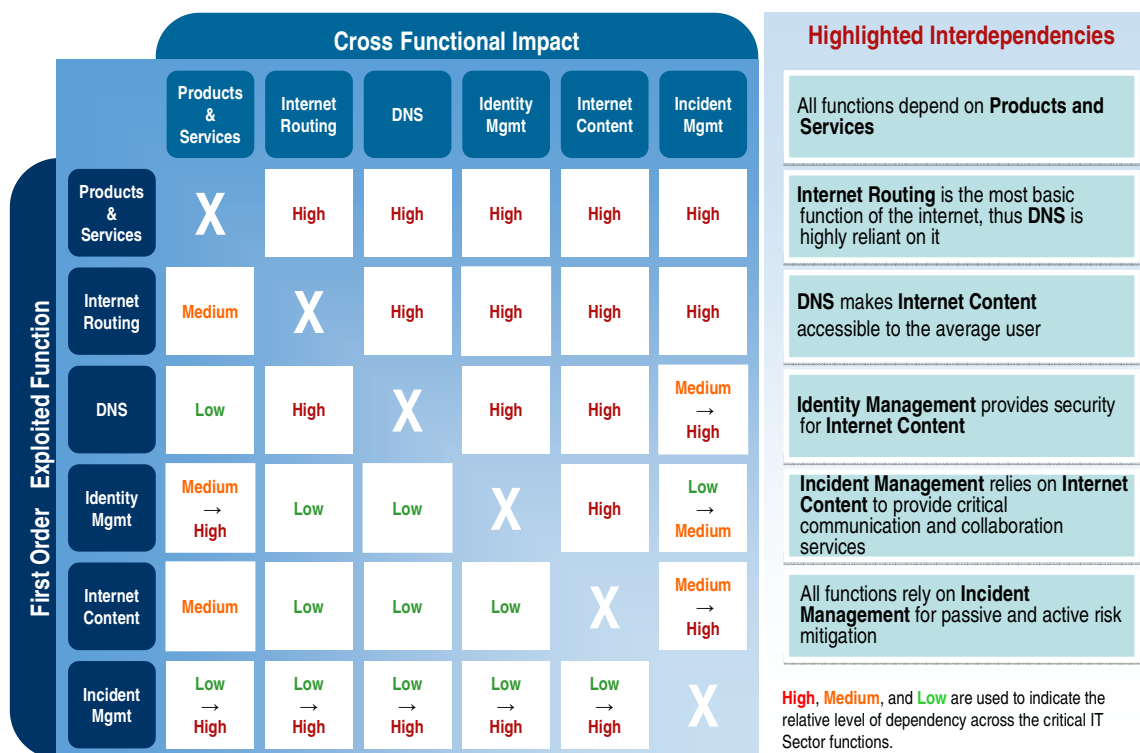 Cross Functional Impact
Products
&
Services
Internet
Routing
DNS
Identity
Mgmt
Internet
Content
Incident
Mgmt
First Order Exploited Function
Products
&
Services
X
High
High
High
High
High
Internet
Routing
Medium
X
High
High
High
High
DNS
Low
High
X
High
High
Medium
→
High
Identity
Mgmt
Medium
→
High
Low
Low
X
High
Low
→
Medium
Internet
Content
Medium
Low
Low
Low
X
Medium
→
High
Incident
Mgmt
Low
→
High
Low
→
High
Low
→
High
Low
→
High
Low
→
High
X
Highlighted Interdependencies
All functions depend on Products and
Services
Internet Routing is the most basic
function of the internet, thus DNS is
highly reliant on it
DNS makes Internet Content
accessible to the average user
Identity Management provides security
for Internet Content
Incident Management relies on Internet
Content to provide critical
communication and collaboration
services
All functions rely on Incident
Management for passive and active risk
mitigation
High, Medium, and Low are used to indicate the
relative level of dependency across the critical IT
Sector functions.